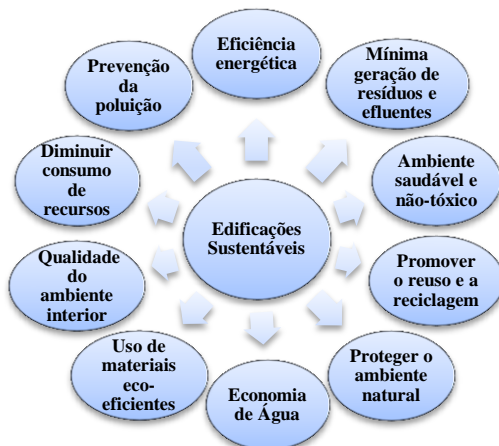 Eficiência
energética
Mínima
geração de
resíduos e
efluentes
Ambiente
saudável e
não-tóxico
Promover
o reuso e a
reciclagem
Proteger o
ambiente
natural
Economia
de Água
Uso de
materiais
eco-
eficientes
Qualidade
do
ambiente
interior
Diminuir
consumo
de
recursos
Prevenção
da
poluição
Edificações
Sustentáveis